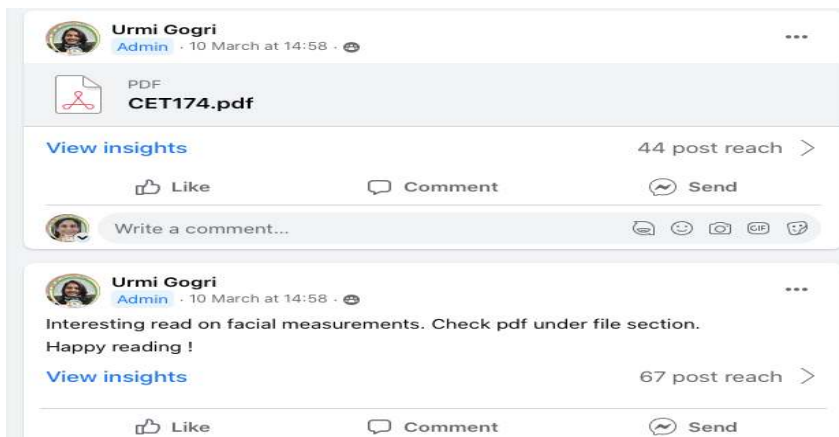 Urmi Gogri
Admin · 10 March at 14:58 ·
PDF
CET174.pdf
View insights 44 post reach
Like Comment Send
Write a comment... GIF
Urmi Gogri
Admin · 10 March at 14:58 ·
Interesting read on facial measurements. Check pdf under file section.
Happy reading !
View insights 67 post reach
Like Comment Send